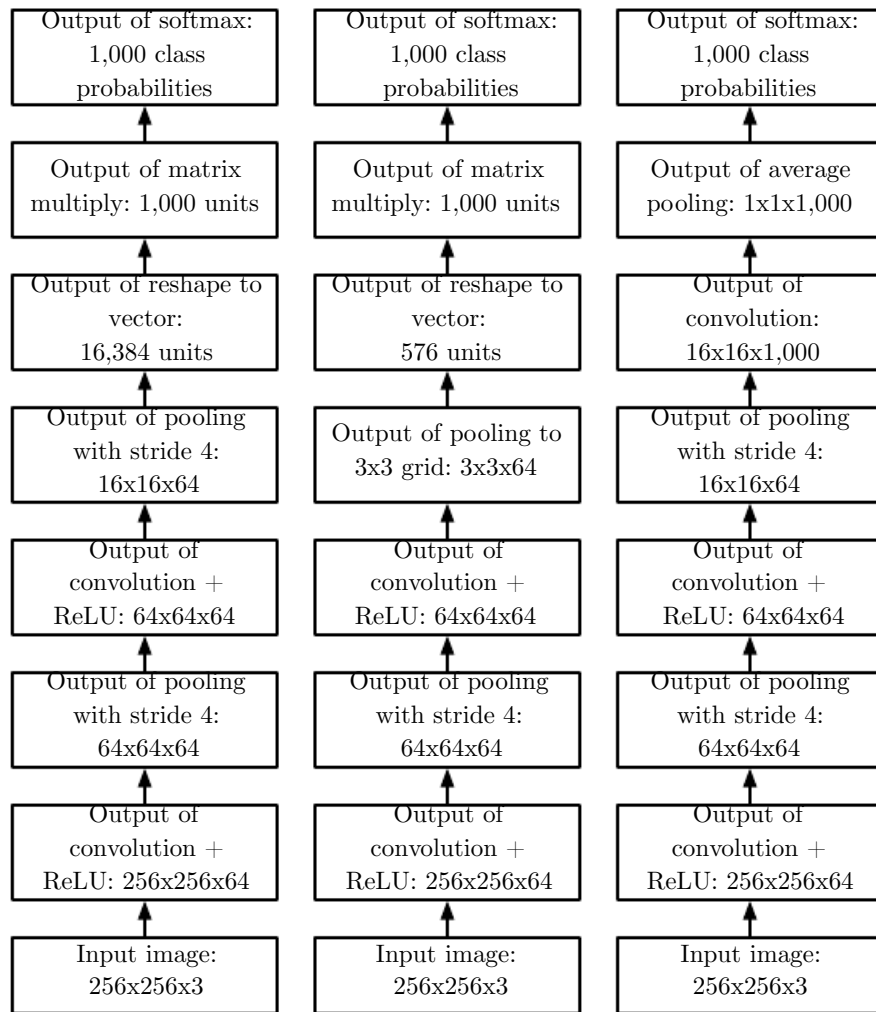 Output of softmax:
1,000 class
probabilities
Output of matrix
multiply: 1,000 units
Output of reshape to
vector:
16,384 units
Output of pooling
with stride 4:
16x16x64
Output of
convolution +
ReLU: 64x64x64
Output of pooling
with stride 4:
64x64x64
Output of
convolution +
ReLU: 256x256x64
Input image:
256x256x3
Output of softmax:
1,000 class
probabilities
Output of matrix
multiply: 1,000 units
Output of reshape to
vector:
576 units
Output of pooling to
3x3 grid: 3x3x64
Output of
convolution +
ReLU: 64x64x64
Output of pooling
with stride 4:
64x64x64
Output of
convolution +
ReLU: 256x256x64
Input image:
256x256x3
Output of softmax:
1,000 class
probabilities
Output of average
pooling: 1x1x1,000
Output of
convolution:
16x16x1,000
Output of pooling
with stride 4:
16x16x64
Output of
convolution +
ReLU: 64x64x64
Output of pooling
with stride 4:
64x64x64
Output of
convolution +
ReLU: 256x256x64
Input image:
256x256x3